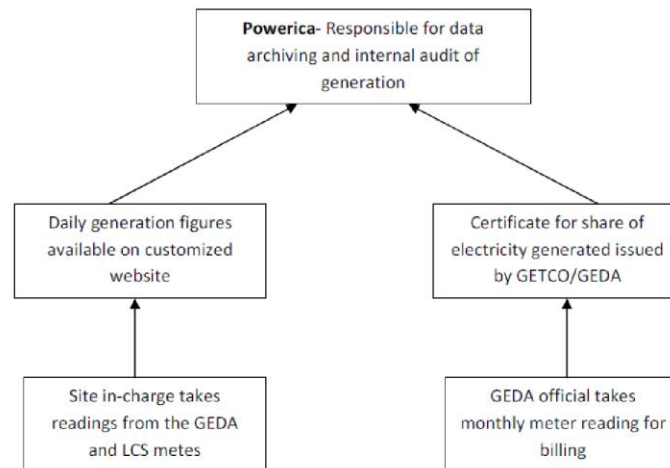 Powerica- Responsible for data
archiving and internal audit of
generation
Daily generation figures
available on customized
website
Certificate for share of
electricity generated issued
by GETCO/GEDA
Site in-charge takes
readings from the GEDA
and LCS metes
GEDA official takes
monthly meter reading for
billing